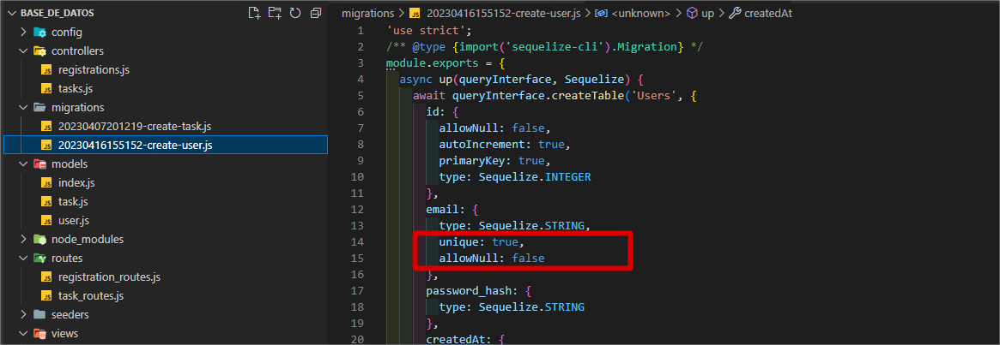 BASE_DE_DATOS
config
controllers
registrations.js
tasks.js
migrations
20230407201219-create-task.js
20230416155152-create-user.js
models
index.js
task.js
user.js
node_modules
routes
registration_routes.js
task_routes.js
seeders
views
migrations > JS 20230416155152-create-user.js > <unknown> > up > createdAt
1 'use strict';
2 /** @type {import('sequelize-cli').Migration} */
3 module.exports = {
4 async up(queryInterface, Sequelize) {
5 await queryInterface.createTable('Users', {
6 id: {
7 allowNull: false,
8 autoIncrement: true,
9 primaryKey: true,
10 type: Sequelize.INTEGER
11 },
12 email: {
13 type: Sequelize.STRING,
14 unique: true,
15 allowNull: false
16 },
17 password_hash: {
18 type: Sequelize.STRING
19 },
20 createdAt: {